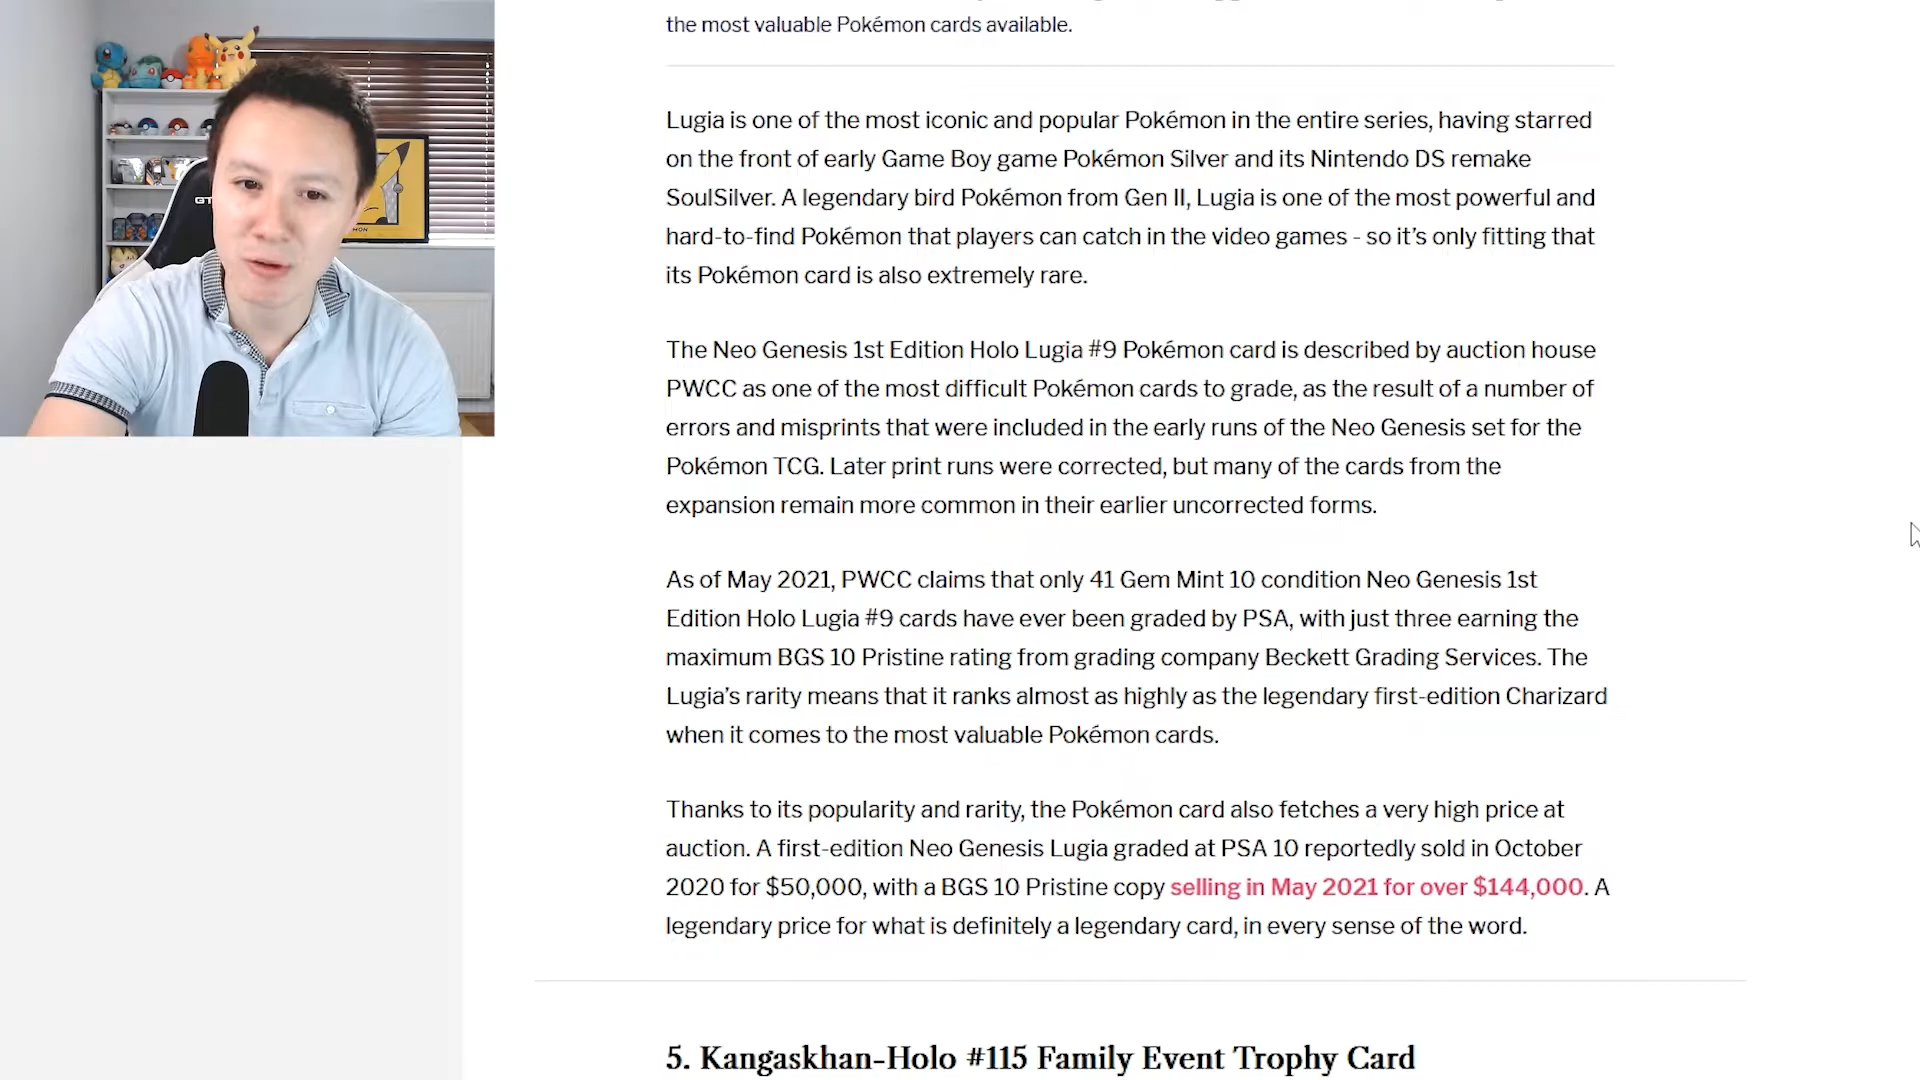 the most valuable Pokémon cards available.
Lugia is one of the most iconic and popular Pokémon in the entire series, having starred
on the front of early Game Boy game Pokémon Silver and its Nintendo DS remake
SoulSilver. A legendary bird Pokémon from Gen II, Lugia is one of the most powerful and
hard-to-find Pokémon that players can catch in the video games - so it’s only fitting that
its Pokémon card is also extremely rare.
The Neo Genesis 1st Edition Holo Lugia #9 Pokémon card is described by auction house
PWCC as one of the most difficult Pokémon cards to grade, as the result of a number of
errors and misprints that were included in the early runs of the Neo Genesis set for the
Pokémon TCG. Later print runs were corrected, but many of the cards from the
expansion remain more common in their earlier uncorrected forms.
As of May 2021, PWCC claims that only 41 Gem Mint 10 condition Neo Genesis 1st
Edition Holo Lugia #9 cards have ever been graded by PSA, with just three earning the
maximum BGS 10 Pristine rating from grading company Beckett Grading Services. The
Lugia’s rarity means that it ranks almost as highly as the legendary first-edition Charizard
when it comes to the most valuable Pokémon cards.
Thanks to its popularity and rarity, the Pokémon card also fetches a very high price at
auction. A first-edition Neo Genesis Lugia graded at PSA 10 reportedly sold in October
2020 for $50,000, with a BGS 10 Pristine copy selling in May 2021 for over $144,000. A
legendary price for what is definitely a legendary card, in every sense of the word.
5. Kangaskhan-Holo #115 Family Event Trophy Card